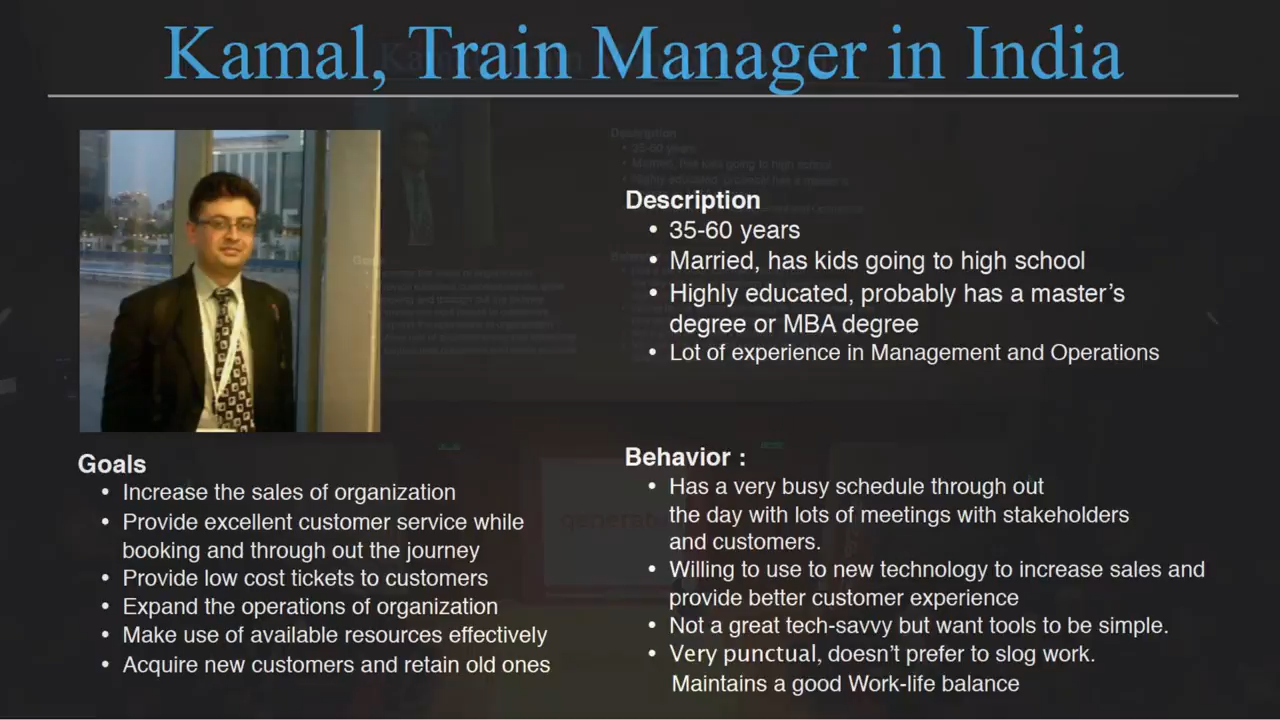 Kamal, Train Manager in India
Description
• 35-60 years
• Married, has kids going to high school
• Highly educated, probably has a master’s
degree or MBA degree
• Lot of experience in Management and Operations
Goals
• Increase the sales of organization
• Provide excellent customer service while
booking and through out the journey
• Provide low cost tickets to customers
• Expand the operations of organization
• Make use of available resources effectively
• Acquire new customers and retain old ones
Behavior :
• Has a very busy schedule through out
the day with lots of meetings with stakeholders
and customers.
• Willing to use to new technology to increase sales and
provide better customer experience
• Not a great tech-savvy but want tools to be simple.
• Very punctual, doesn’t prefer to slog work.
Maintains a good Work-life balance